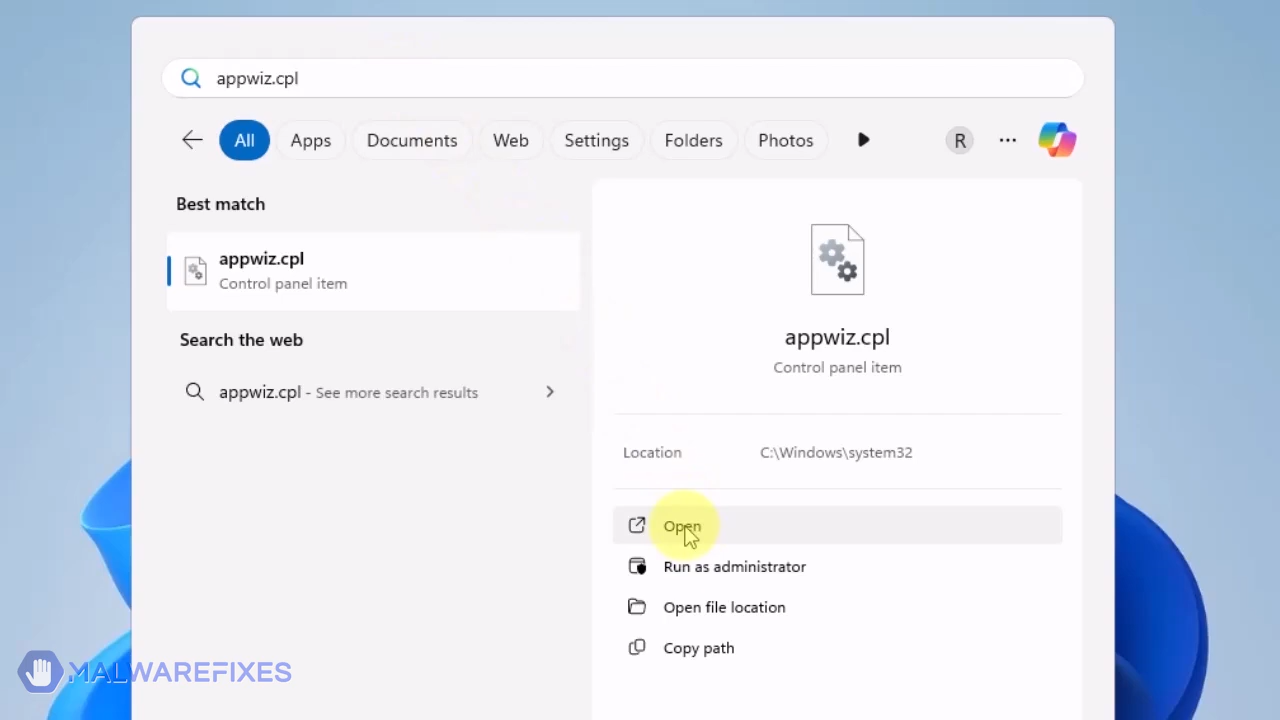 appwiz.cpl
All Apps Documents Web Settings Folders Photos R ...
Best match
appwiz.cpl
Control panel item
Search the web
appwiz.cpl - See more search results
appwiz.cpl
Control panel item
Location C:\Windows\system32
Open
Run as administrator
Open file location
Copy path
MALWAREFIXES